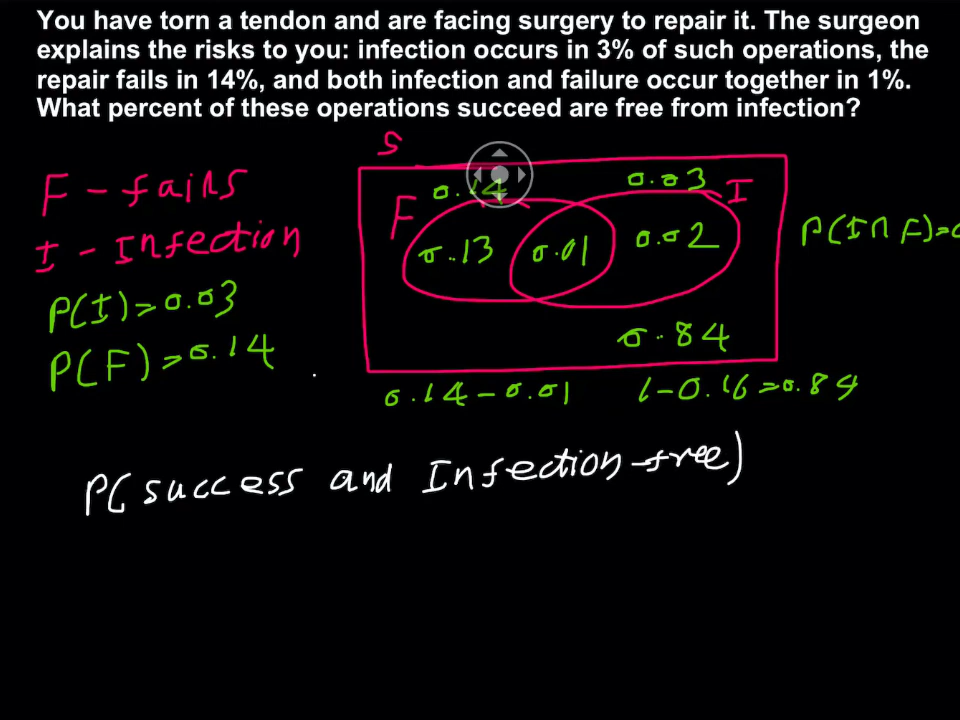 You have torn a tendon and are facing surgery to repair it. The surgeon
explains the risks to you: infection occurs in 3% of such operations, the
repair fails in 14%, and both infection and failure occur together in 1%.
What percent of these operations succeed are free from infection?
S
F - fails
0.14
0.03
F
I
I - Infection
0.13
0.01
0.02
P(I∩F)=0
P(I)=0.03
0.84
P(F)=0.14
0.14-0.01
1-0.16=0.84
P(success and Infection-free)